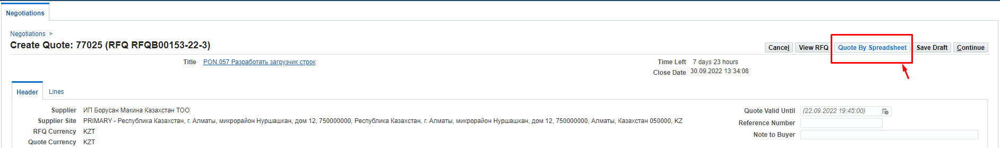 Negotiations
Negotiations >
Create Quote: 77025 (RFQ RFQB00153-22-3)
Cancel View RFQ Quote By Spreadsheet Save Draft Continue
Title PON.057 Разработать загрузчик строк
Time Left 7 days 23 hours
Close Date 30.09.2022 13:34:08
Header Lines
Supplier ИП Борусан Макина Казахстан ТОО
Supplier Site PRIMARY - Республика Казахстан, г. Алматы, микрорайон Нуршашкан, дом 12, 750000000, Республика Казахстан, г. Алматы, микрорайон Нуршашкан, дом 12, 750000000, Алматы, Казахстан 050000, KZ
RFQ Currency KZT
Quote Currency KZT
Quote Valid Until (22.09.2022 19:45:00)
Reference Number
Note to Buyer